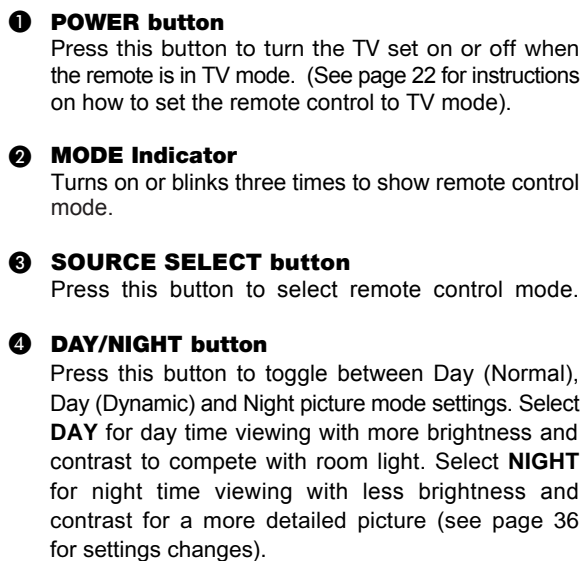 ❶ POWER button
Press this button to turn the TV set on or off when
the remote is in TV mode. (See page 22 for instructions
on how to set the remote control to TV mode).
❷ MODE Indicator
Turns on or blinks three times to show remote control
mode.
❸ SOURCE SELECT button
Press this button to select remote control mode.
❹ DAY/NIGHT button
Press this button to toggle between Day (Normal),
Day (Dynamic) and Night picture mode settings. Select
DAY for day time viewing with more brightness and
contrast to compete with room light. Select NIGHT
for night time viewing with less brightness and
contrast for a more detailed picture (see page 36
for settings changes).